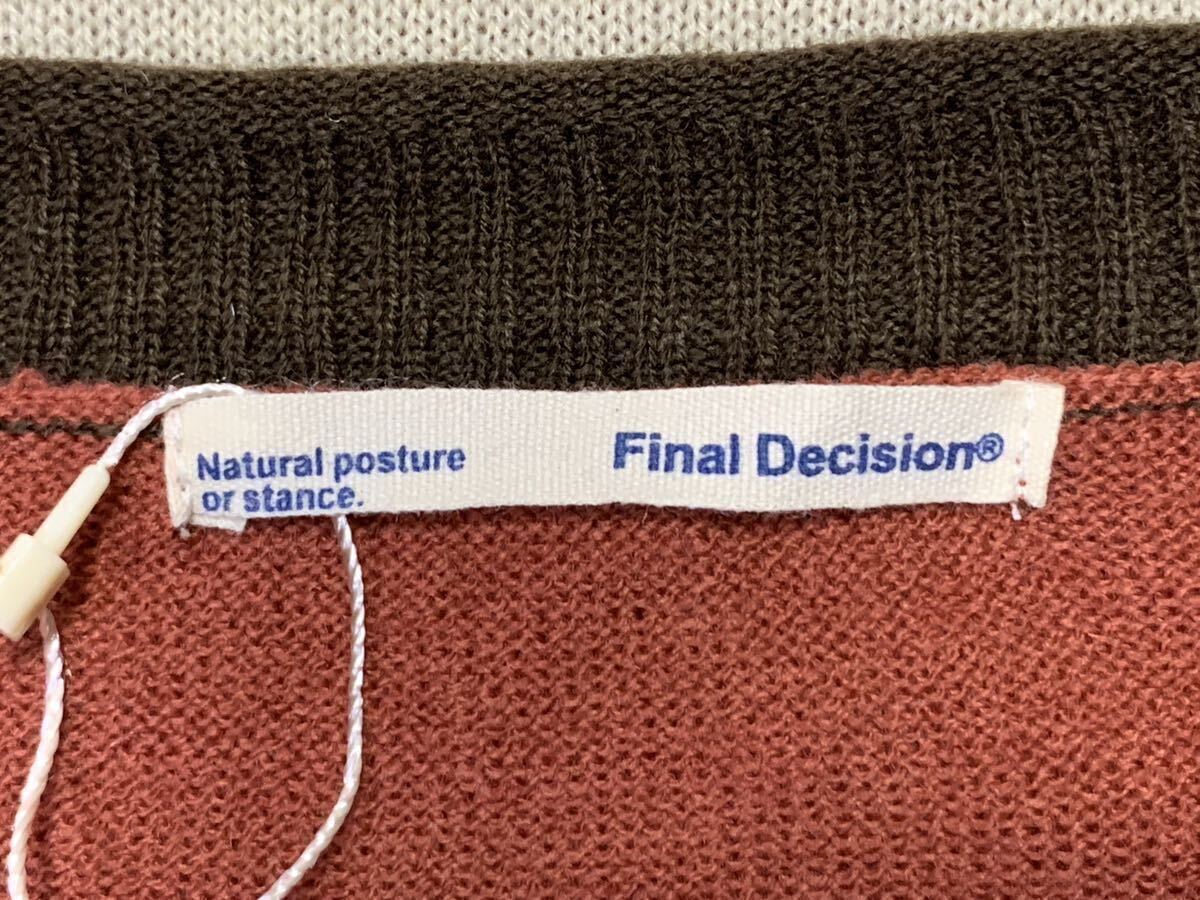 Natural posture
or stance.
Final Decision®